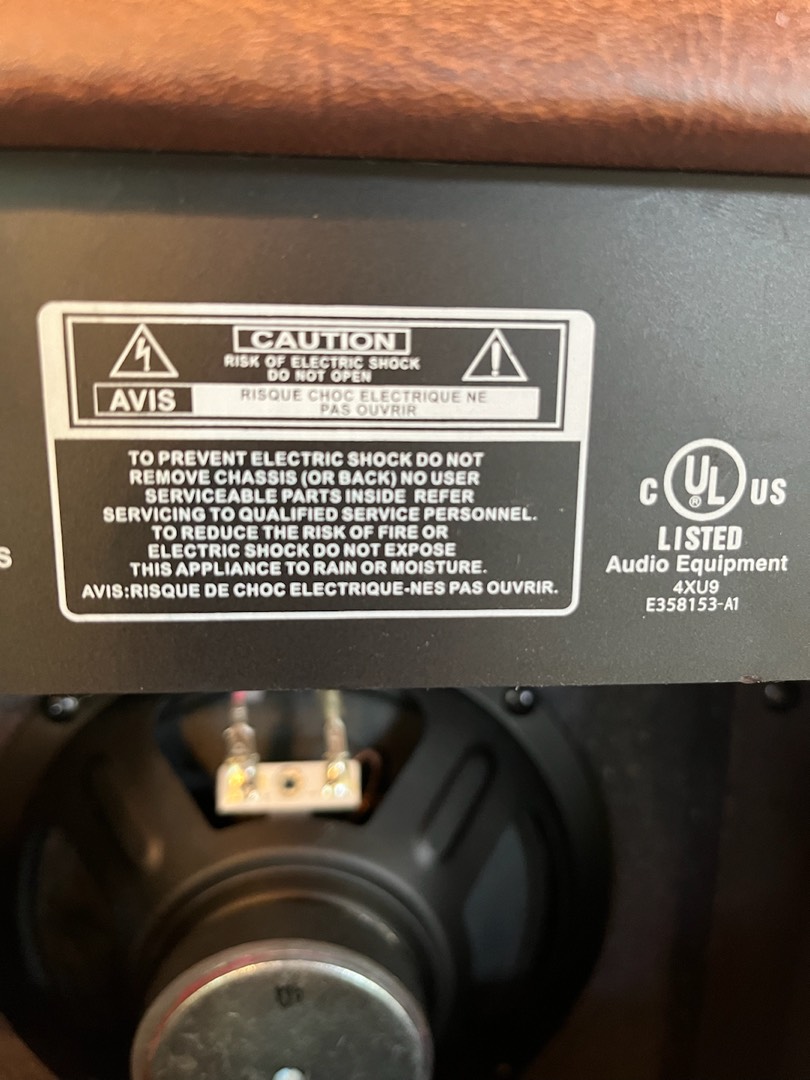 CAUTION
RISK OF ELECTRIC SHOCK
DO NOT OPEN
AVIS
RISQUE CHOC ELECTRIQUE NE
PAS OUVRIR
TO PREVENT ELECTRIC SHOCK DO NOT
REMOVE CHASSIS (OR BACK) NO USER
SERVICEABLE PARTS INSIDE REFER
SERVICING TO QUALIFIED SERVICE PERSONNEL.
TO REDUCE THE RISK OF FIRE OR
ELECTRIC SHOCK DO NOT EXPOSE
THIS APPLIANCE TO RAIN OR MOISTURE.
AVIS:RISQUE DE CHOC ELECTRIQUE-NES PAS OUVRIR.
S
C UL ® US
LISTED
Audio Equipment
4XU9
E358153-A1